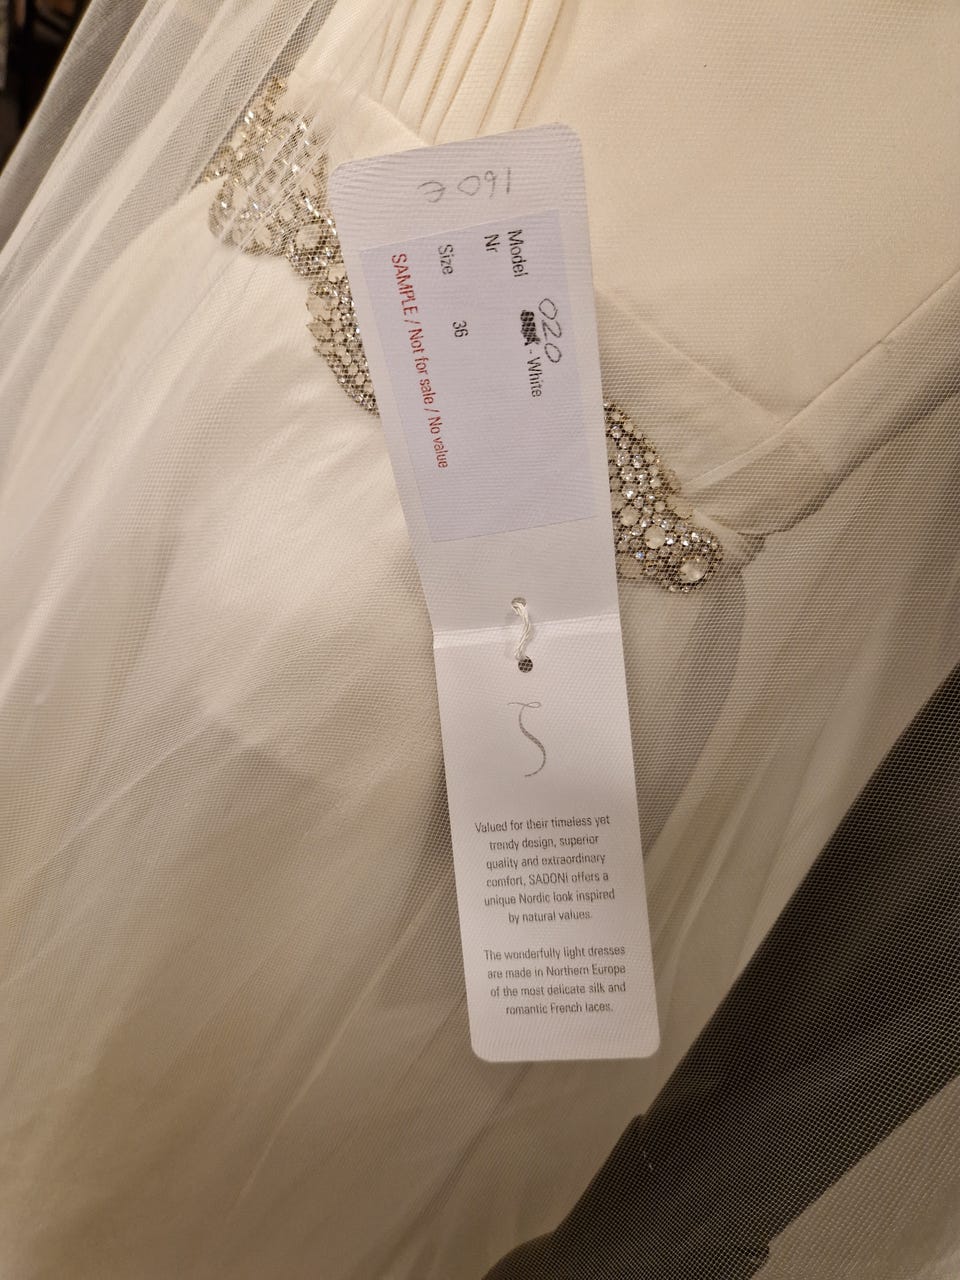 160 €
Model 020 - White
Nr
Size 36
SAMPLE / Not for sale / No value
Valued for their timeless yet
trendy design, superior
quality and extraordinary
comfort, SADONI offers a
unique Nordic look inspired
by natural values.
The wonderfully light dresses
are made in Northern Europe
of the most delicate silk and
romantic French laces.